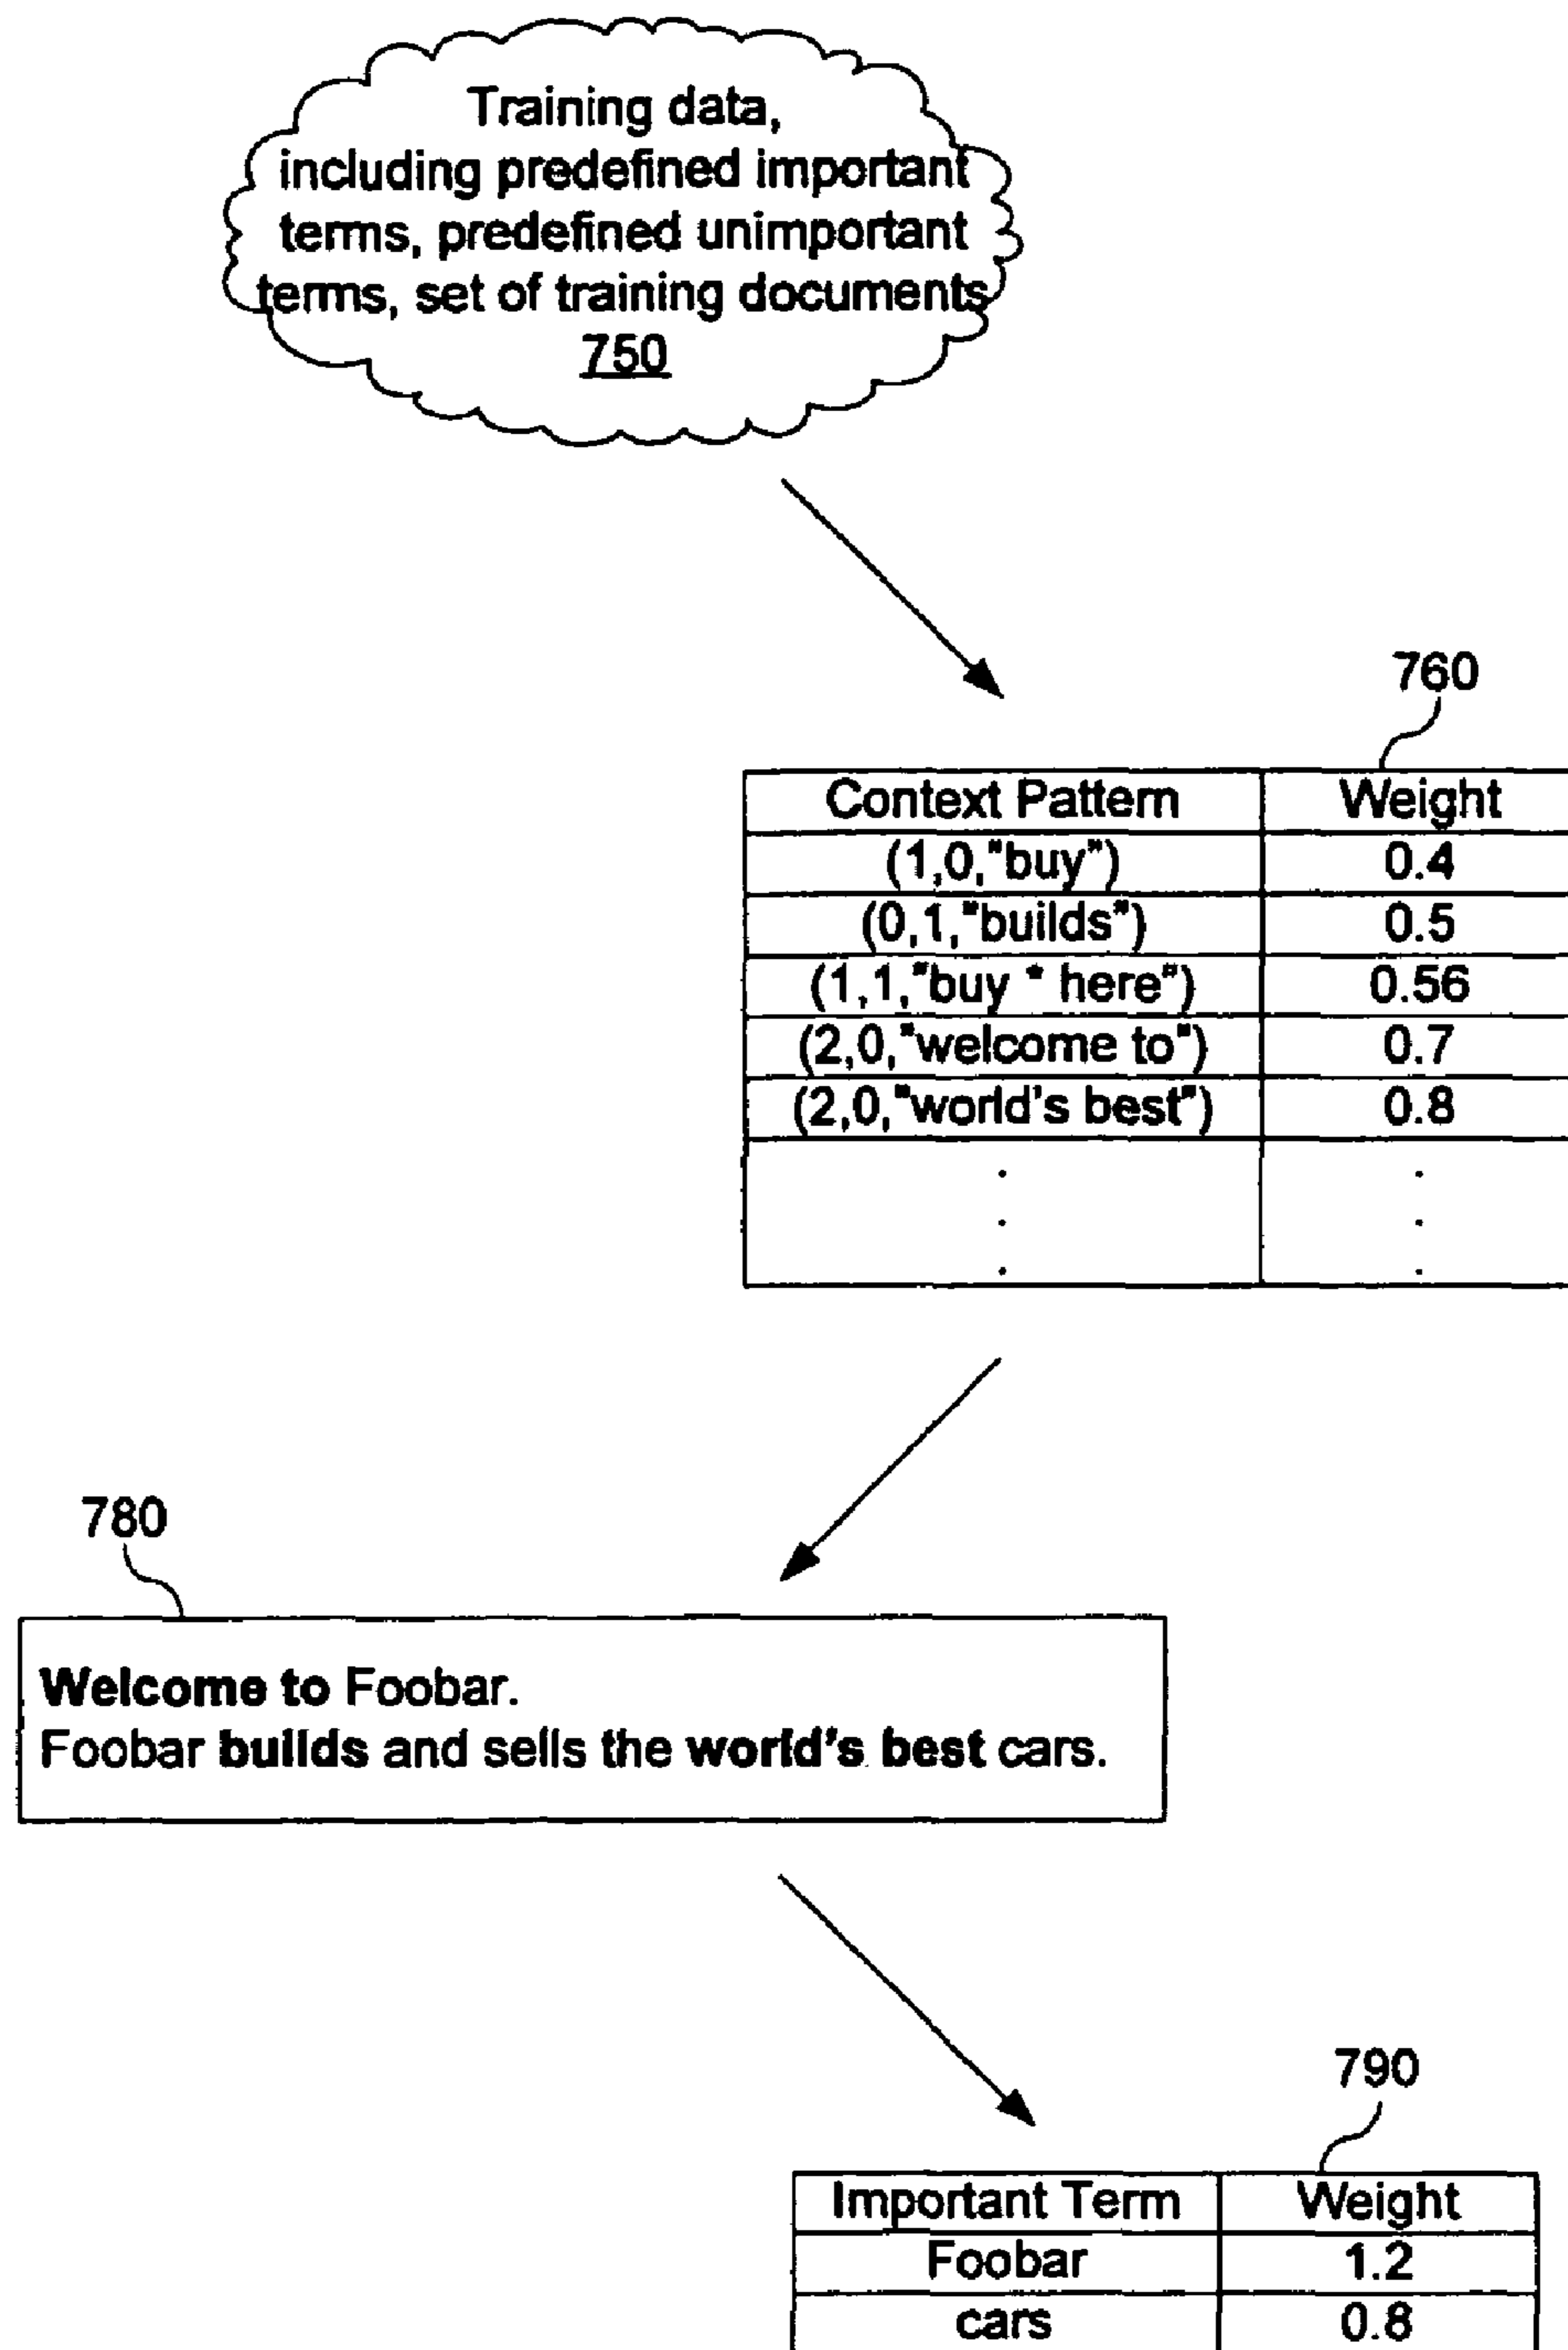 Training data,
including predefined important
terms, predefined unimportant
terms, set of training documents
750
760
Context Pattern Weight
(1,0,"buy") 0.4
(0,1,"builds") 0.5
(1,1,"buy * here") 0.56
(2,0,"welcome to") 0.7
(2,0,"world's best") 0.8
. .
. .
. .
780
Welcome to Foobar.
Foobar builds and sells the world's best cars.
790
Important Term Weight
Foobar 1.2
cars 0.8